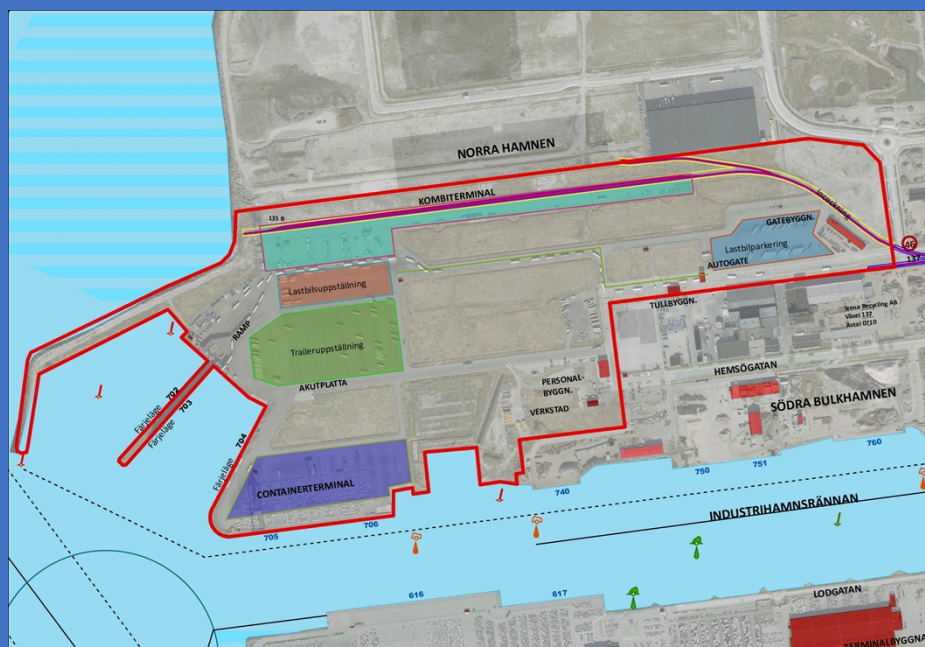 NORRA HAMNEN
KOMBITERMINAL
135 B
Inteckning
GATEBYGGN.
Lastbilparkering
46
137
AUTOGATE
Lastbilsuppställning
TULLBYGGN.
Stena Recycling AB
Växel 137
Avtal 0210
RAMP
Traileruppställning
HEMSÖGATAN
AKUTPLATTA
PERSONAL-
BYGGN.
VERKSTAD
SÖDRA BULKHAMNEN
Färjeläge 702
Färjeläge 703
Färjeläge 704
CONTAINERTERMINAL
760
751
750
740
705
706
INDUSTRIHAMNSRÄNNAN
616
617
LODGATAN
TERMINALBYGGNA